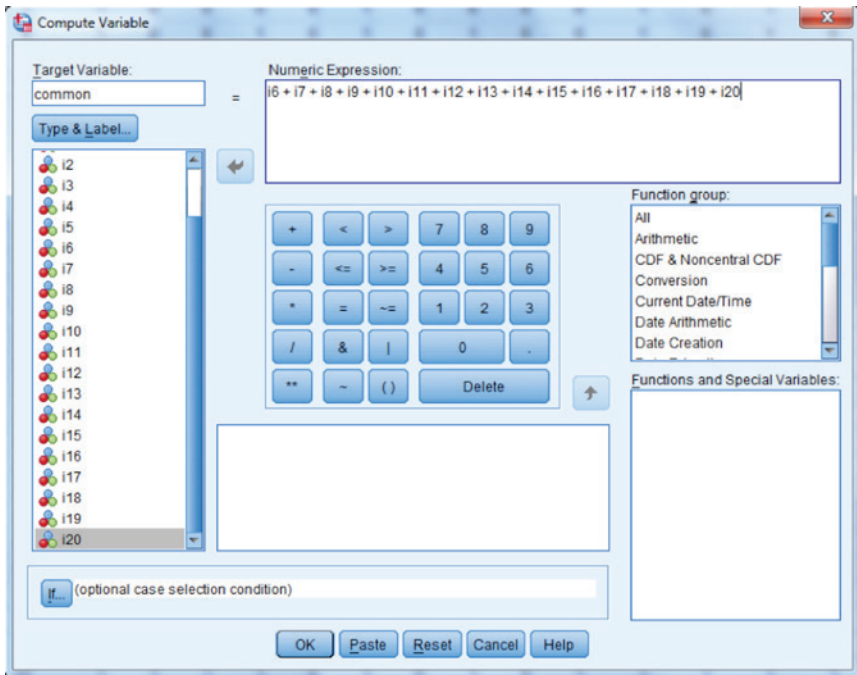 Compute Variable
Target Variable:
common
=
Numeric Expression:
i6 + i7 + i8 + i9 + i10 + i11 + i12 + i13 + i14 + i15 + i16 + i17 + i18 + i19 + i20
Type & Label...
i2
i3
i4
i5
i6
i7
i8
i9
i10
i11
i12
i13
i14
i15
i16
i17
i18
i19
i20
+ < > 7 8 9
- <= >= 4 5 6
* = ~= 1 2 3
/ & | 0 .
** ~ ( ) Delete
Function group:
All
Arithmetic
CDF & Noncentral CDF
Conversion
Current Date/Time
Date Arithmetic
Date Creation
Functions and Special Variables:
If... (optional case selection condition)
OK Paste Reset Cancel Help